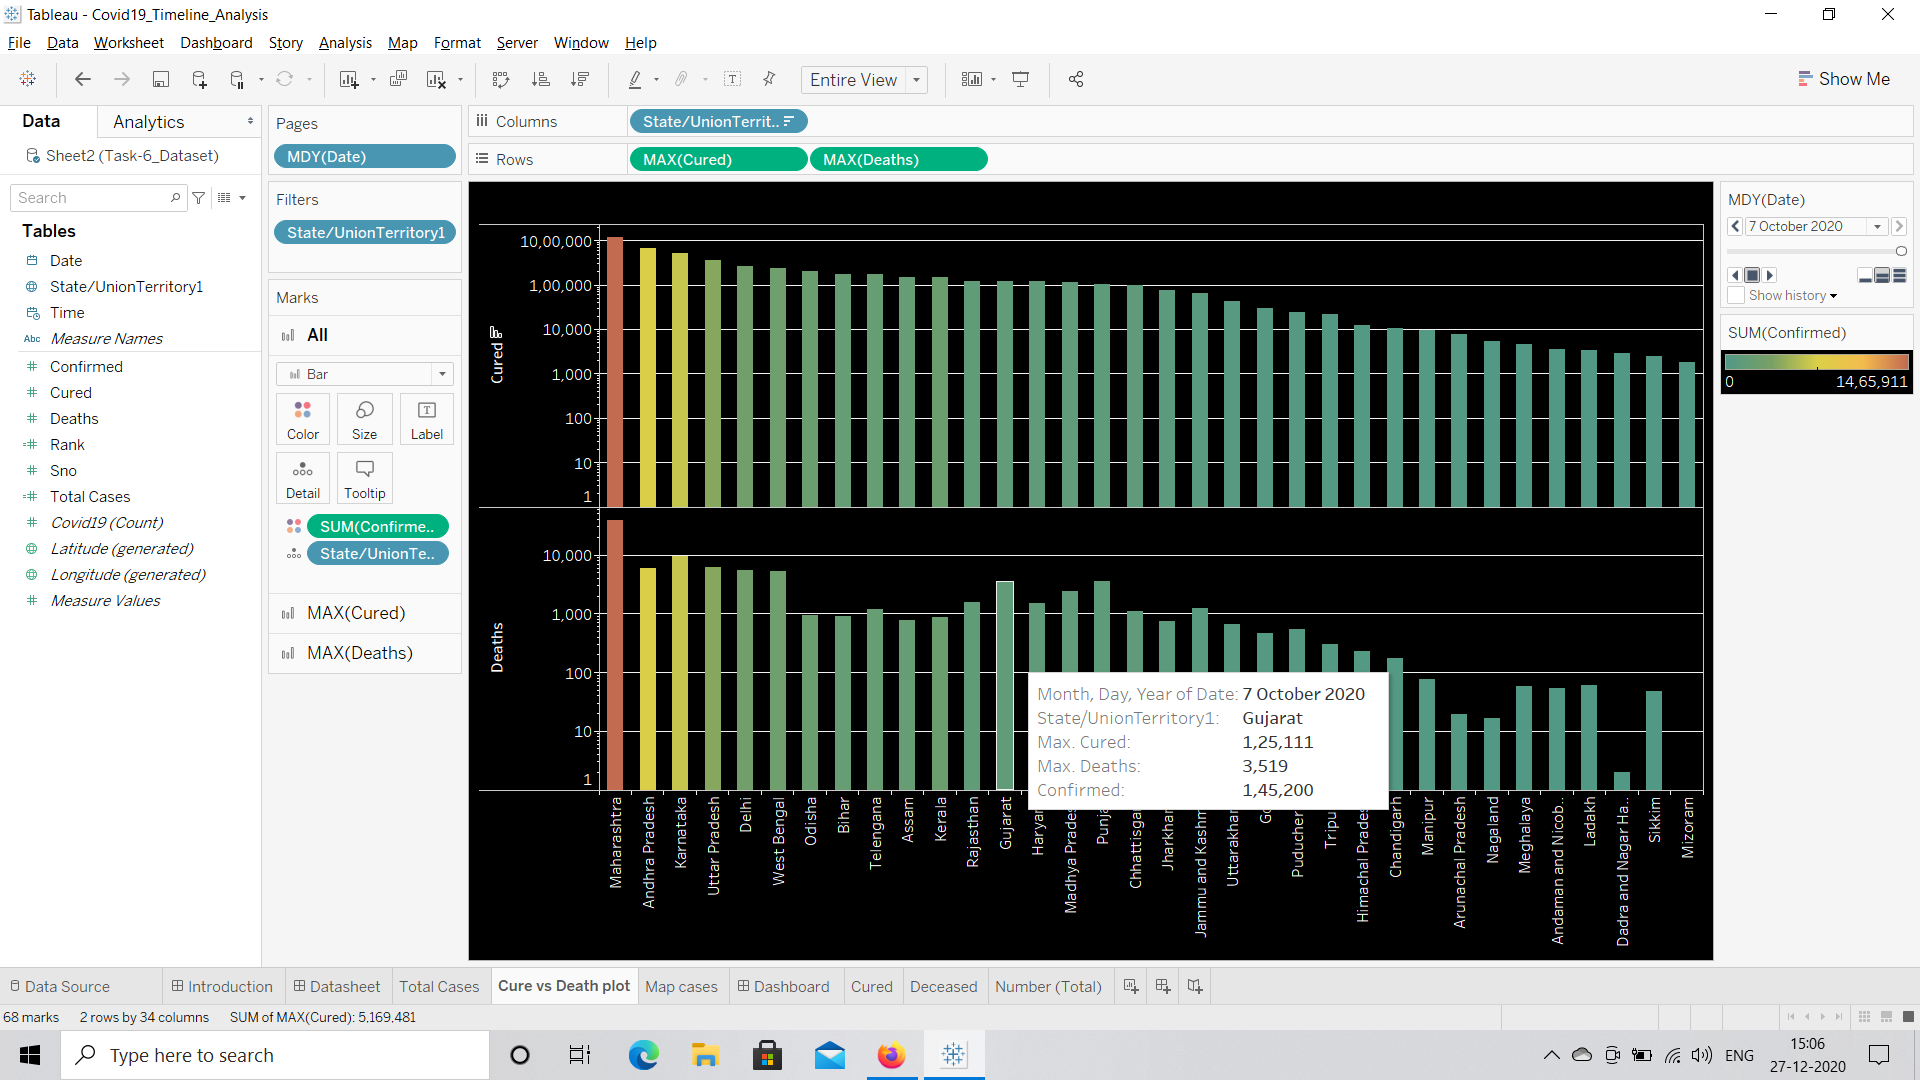 Tableau - Covid19_Timeline_Analysis
File Data Worksheet Dashboard Story Analysis Map Format Server Window Help
Entire View
Show Me
Data Analytics
Sheet2 (Task-6_Dataset)
Search
Tables
Date
State/UnionTerritory1
Time
Abc Measure Names
Confirmed
Cured
Deaths
Rank
Sno
Total Cases
Covid19 (Count)
Latitude (generated)
Longitude (generated)
Measure Values
Pages
MDY(Date)
Filters
State/UnionTerritory1
Marks
All
Bar
Color Size Label
Detail Tooltip
SUM(Confirme..
State/UnionTe..
MAX(Cured)
MAX(Deaths)
Columns State/UnionTerrit..
Rows MAX(Cured) MAX(Deaths)
Cured
10,00,000
1,00,000
10,000
1,000
100
10
1
Deaths
10,000
1,000
100
10
1
Month, Day, Year of Date: 7 October 2020
State/UnionTerritory1: Gujarat
Max. Cured: 1,25,111
Max. Deaths: 3,519
Confirmed: 1,45,200
Maharashtra
Andhra Pradesh
Karnataka
Uttar Pradesh
Delhi
West Bengal
Odisha
Bihar
Telengana
Assam
Kerala
Rajasthan
Gujarat
Haryan
Madhya Prades
Punja
Chhattisgar
Jharkhan
Jammu and Kashm
Uttarakhan
Go
Puducher
Tripu
Himachal Prades
Chandigarh
Manipur
Arunachal Pradesh
Nagaland
Meghalaya
Andaman and Nicob..
Ladakh
Dadra and Nagar Ha..
Sikkim
Mizoram
MDY(Date)
7 October 2020
Show history
SUM(Confirmed)
0 14,65,911
Data Source Introduction Datasheet Total Cases Cure vs Death plot Map cases Dashboard Cured Deceased Number (Total)
68 marks 2 rows by 34 columns SUM of MAX(Cured): 5,169,481
Type here to search
ENG
15:06
27-12-2020